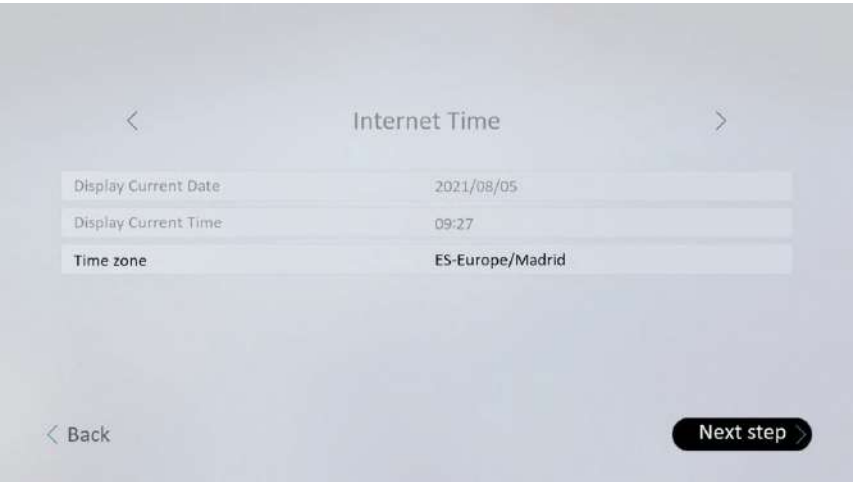 Internet Time
Display Current Date 2021/08/05
Display Current Time 09:27
Time zone ES-Europe/Madrid
Back
Next step